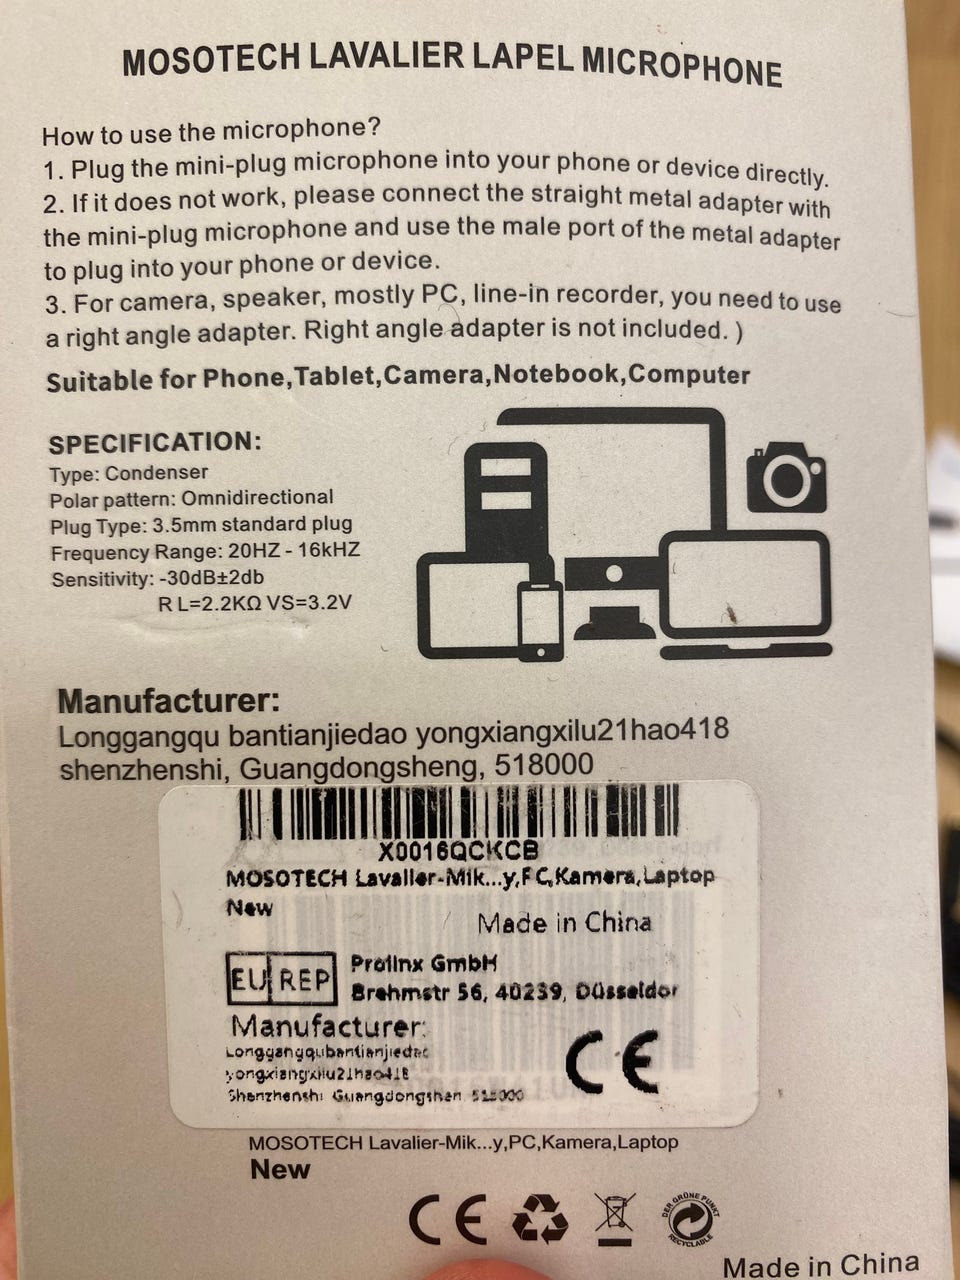 MOSOTECH LAVALIER LAPEL MICROPHONE
How to use the microphone?
1. Plug the mini-plug microphone into your phone or device directly.
2. If it does not work, please connect the straight metal adapter with
the mini-plug microphone and use the male port of the metal adapter
to plug into your phone or device.
3. For camera, speaker, mostly PC, line-in recorder, you need to use
a right angle adapter. Right angle adapter is not included. )
Suitable for Phone,Tablet,Camera,Notebook,Computer
SPECIFICATION:
Type: Condenser
Polar pattern: Omnidirectional
Plug Type: 3.5mm standard plug
Frequency Range: 20HZ - 16kHZ
Sensitivity: -30dB±2db
R L=2.2KΩ VS=3.2V
Manufacturer:
Longgangqu bantianjiedao yongxiangxilu21hao418
shenzhenshi, Guangdongsheng, 518000
X0016QCKCB
MOSOTECH Lavalier-Mik...y,PC,Kamera,Laptop
New
Made in China
EU REP
Prolinx GmbH
Brehmstr 56, 40239, Düsseldor
Manufacturer:
Longgangqubantianjiedac
yongxiangxilu21hao418
Shenzhenshi Guangdongshen 518000
CE
MOSOTECH Lavalier-Mik...y,PC,Kamera,Laptop
New
CE
DER GRÜNE PUNKT
RECYCLABLE
Made in China